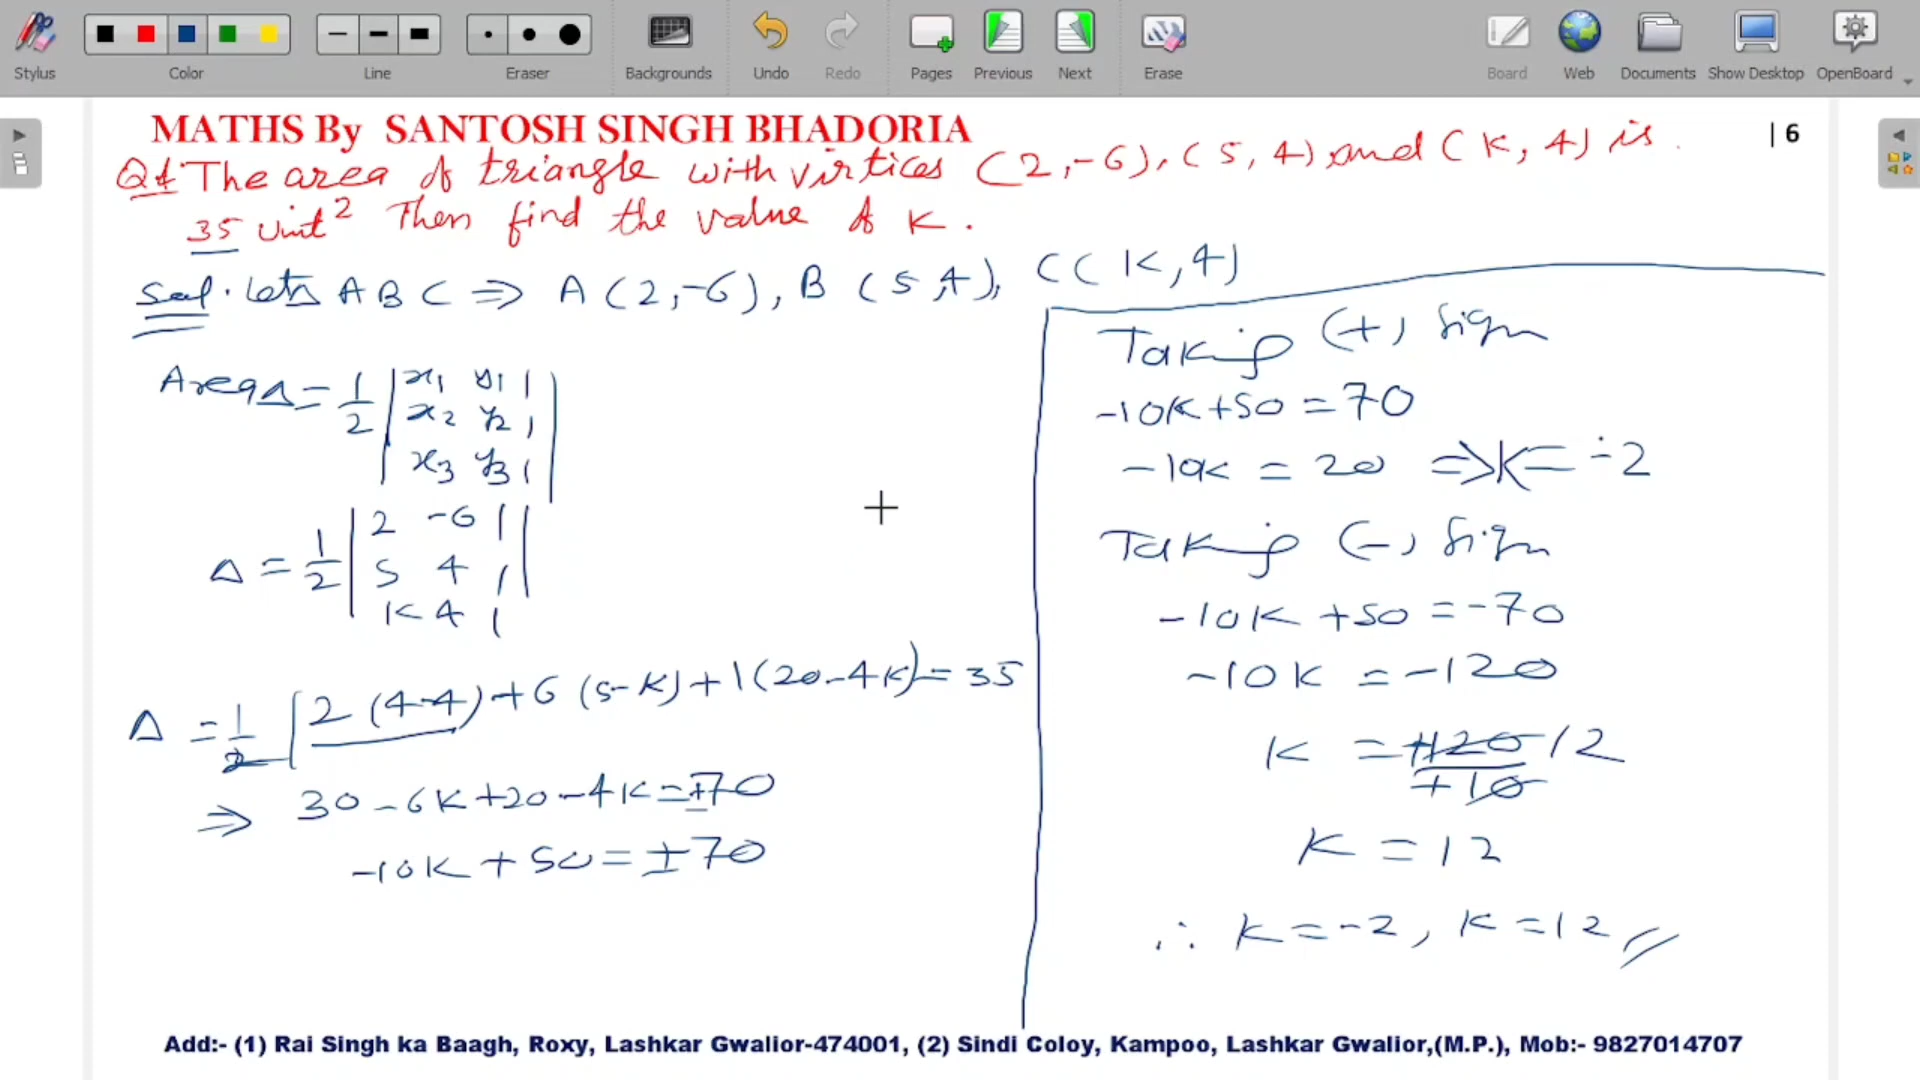 Stylus Color Line Eraser Backgrounds Undo Redo Pages Previous Next Erase Board Web Documents Show Desktop OpenBoard
MATHS By SANTOSH SINGH BHADORIA | 6
The area of triangle with virtices (2,-6), (5,4) and (K,4) is
35 unit² Then find the value of K.
Sol. let ABC ⇒ A(2,-6), B(5,4), C(K,4)
Area Δ = 1/2 | x1 y1 1 |
x2 y2 1
x3 y3 1
Δ = 1/2 | 2 -6 1 |
5 4 1
K 4 1
Δ = 1/2 [2(4-4)+6(5-K)+1(20-4K) = 35
⇒ 30-6K+20-4K = ±70
-10K+50 = ±70
Taking (+) sign
-10K+50 = 70
-10K = 20 ⇒ K = -2
Taking (-) sign
-10K+50 = -70
-10K = -120
K = +120/+10 12
K = 12
∴ K = -2, K = 12
Add:- (1) Rai Singh ka Baagh, Roxy, Lashkar Gwalior-474001, (2) Sindi Coloy, Kampoo, Lashkar Gwalior,(M.P.), Mob:- 9827014707